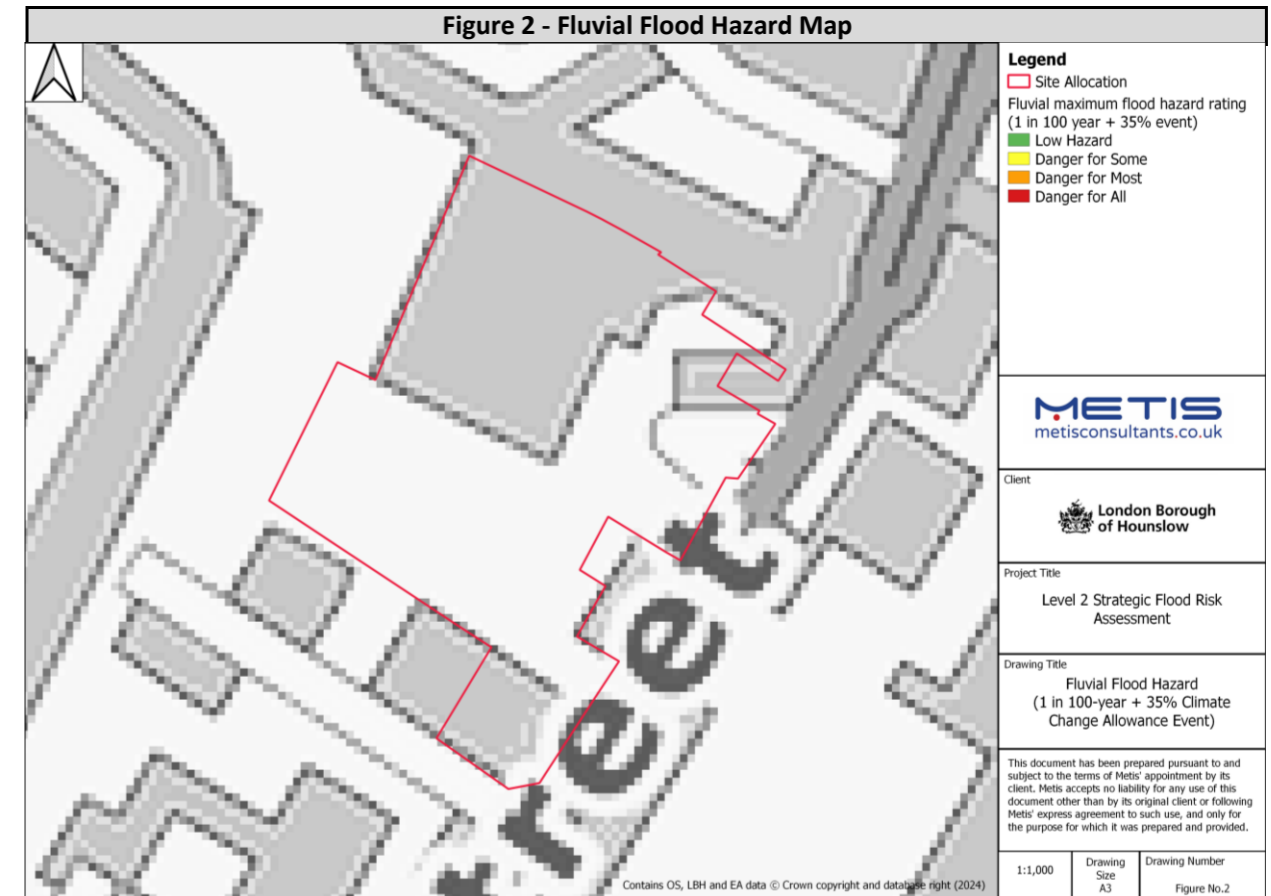 Figure 2 - Fluvial Flood Hazard Map
Legend
Site Allocation
Fluvial maximum flood hazard rating
(1 in 100 year + 35% event)
Low Hazard
Danger for Some
Danger for Most
Danger for All
METIS
metisconsultants.co.uk
Client
London Borough
of Hounslow
Project Title
Level 2 Strategic Flood Risk
Assessment
Drawing Title
Fluvial Flood Hazard
(1 in 100-year + 35% Climate
Change Allowance Event)
This document has been prepared pursuant to and
subject to the terms of Metis' appointment by its
client. Metis accepts no liability for any use of this
document other than by its original client or following
Metis' express agreement to such use, and only for
the purpose for which it was prepared and provided.
1:1,000
Drawing
Size
A3
Drawing Number
Figure No.2
treet
Contains OS, LBH and EA data © Crown copyright and database right (2024)